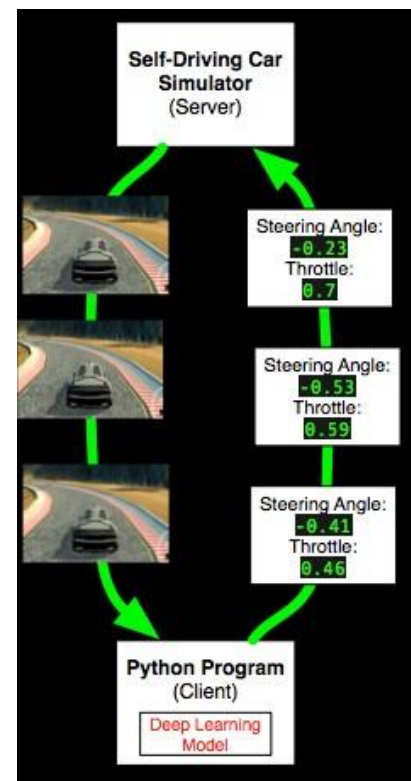 Self-Driving Car
Simulator
(Server)
Steering Angle:
-0.23
Throttle:
0.7
Steering Angle:
-0.53
Throttle:
0.59
Steering Angle:
-0.41
Throttle:
0.46
Python Program
(Client)
Deep Learning
Model